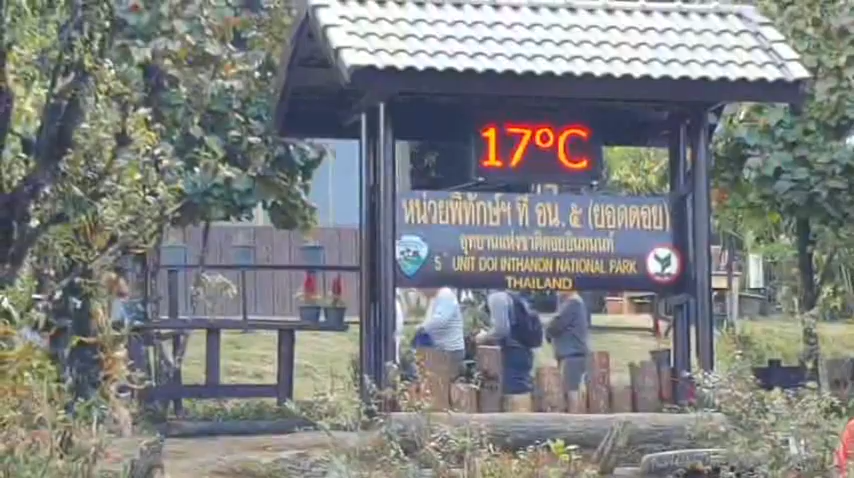 17°C
หน่วยพิทักษ์ฯ ที่ อน. ๕ (ยอดดอย)
อุทยานแห่งชาติดอยอินทนนท์
5 UNIT DOI INTHANON NATIONAL PARK
THAILAND